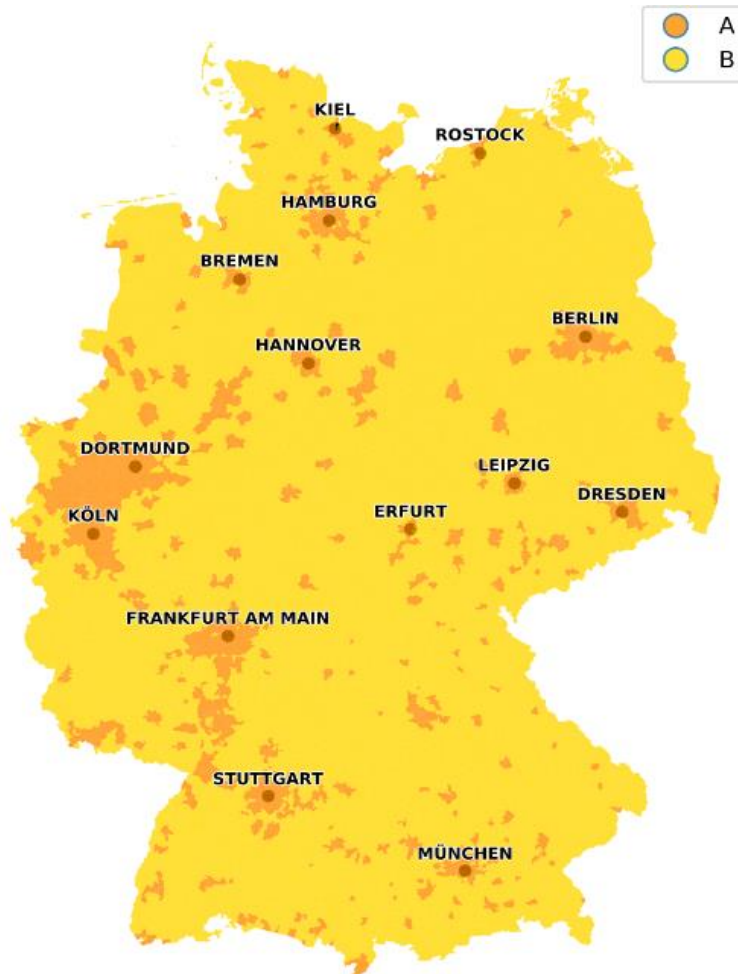 A
B
KIEL
ROSTOCK
HAMBURG
BREMEN
BERLIN
HANNOVER
DORTMUND
LEIPZIG
DRESDEN
KÖLN
ERFURT
FRANKFURT AM MAIN
STUTTGART
MÜNCHEN